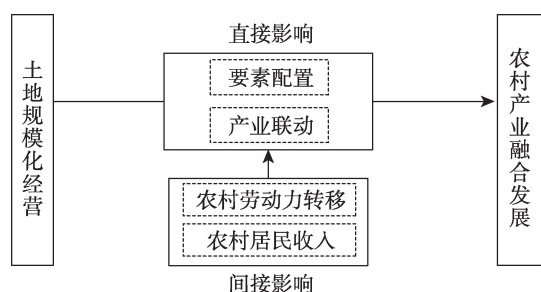 土地规模化经营
直接影响
要素配置
产业联动
农村劳动力转移
农村居民收入
间接影响
农村产业融合发展